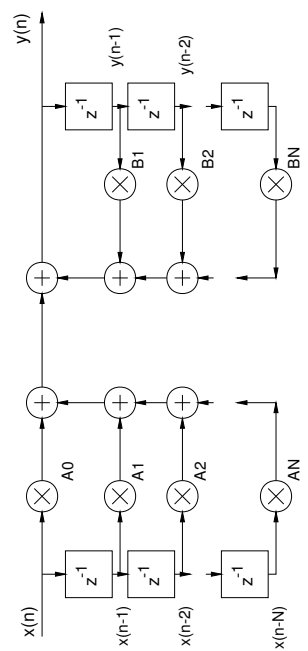 x(n)
y(n)
A0
z-1
z-1
x(n-1)
A1
B1
y(n-1)
z-1
z-1
x(n-2)
A2
B2
y(n-2)
z-1
z-1
x(n-N)
AN
BN